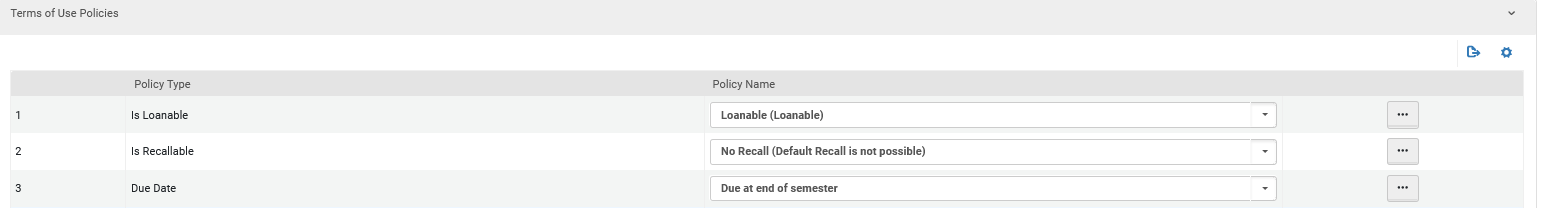 Terms of Use Policies
Policy Type Policy Name
1 Is Loanable Loanable (Loanable) ...
2 Is Recallable No Recall (Default Recall is not possible) ...
3 Due Date Due at end of semester ...